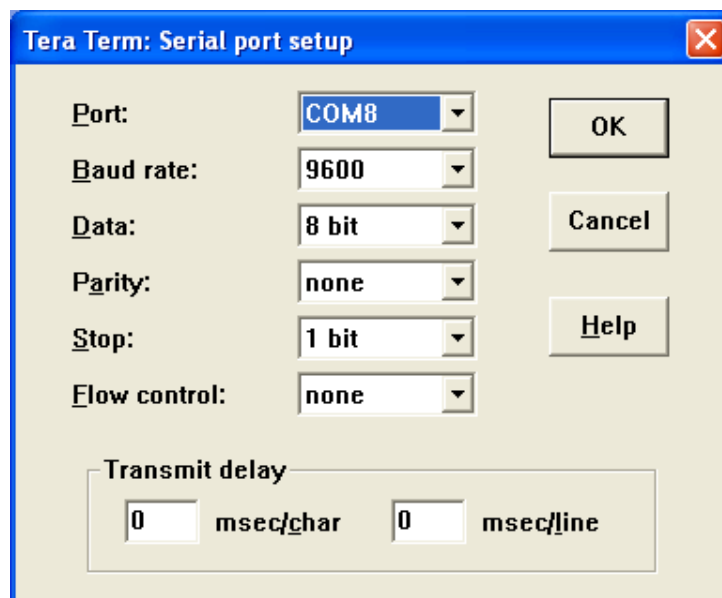 Tera Term: Serial port setup
Port: COM8 OK
Baud rate: 9600
Data: 8 bit Cancel
Parity: none
Stop: 1 bit Help
Flow control: none
Transmit delay
0 msec/char 0 msec/line